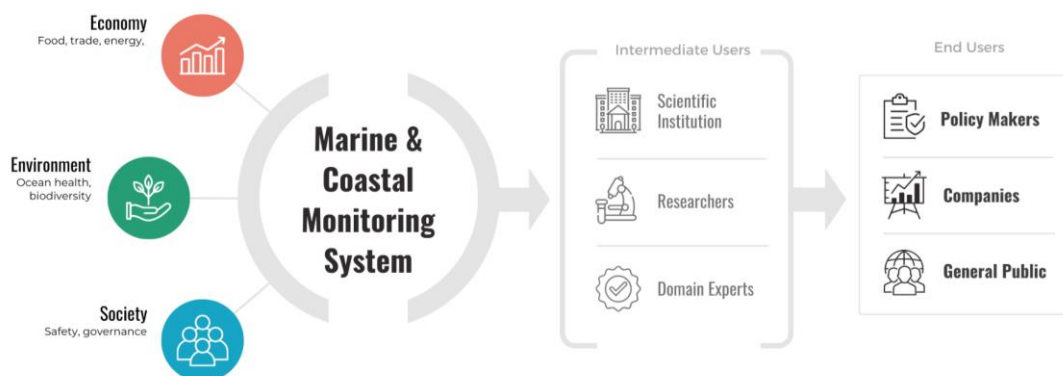 Economy
Food, trade, energy,
Environment
Ocean health,
biodiversity
Society
Safety, governance
Marine &
Coastal
Monitoring
System
Intermediate Users
Scientific
Institution
Researchers
Domain Experts
End Users
Policy Makers
Companies
General Public